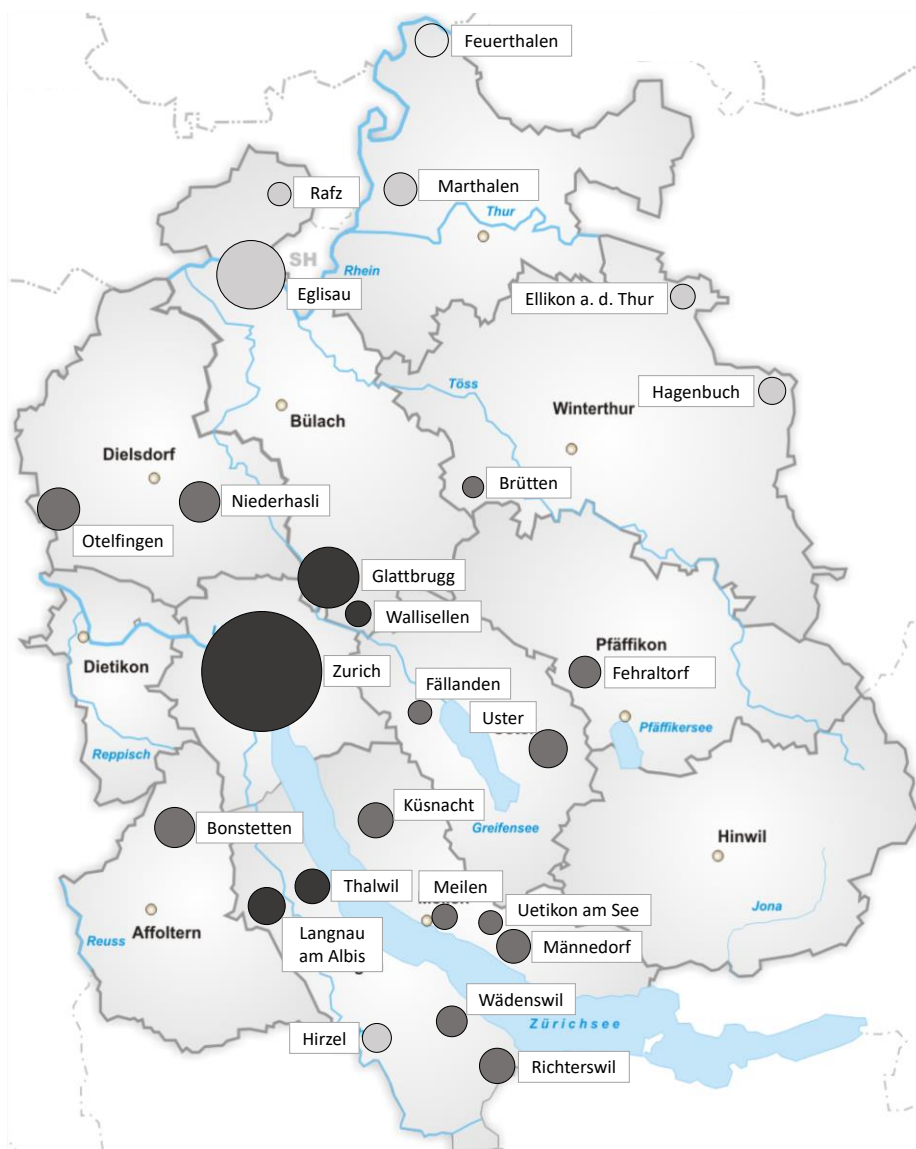 Feuerthalen
Rafz
Marthalen
Thur
SH
Rhein
Eglisau
Ellikon a. d. Thur
Töss
Hagenbuch
Bülach
Winterthur
Dielsdorf
Niederhasli
Brütten
Otelfingen
Glattbrugg
Wallisellen
Pfäffikon
Dietikon
Zurich
Fällanden
Fehraltorf
Uster
Pfäffikersee
Reppisch
Küsnacht
Bonstetten
Greifensee
Hinwil
Thalwil
Meilen
Uetikon am See
Jona
Affoltern
Reuss
Langnau
am Albis
Männedorf
Wädenswil
Zürichsee
Hirzel
Richterswil